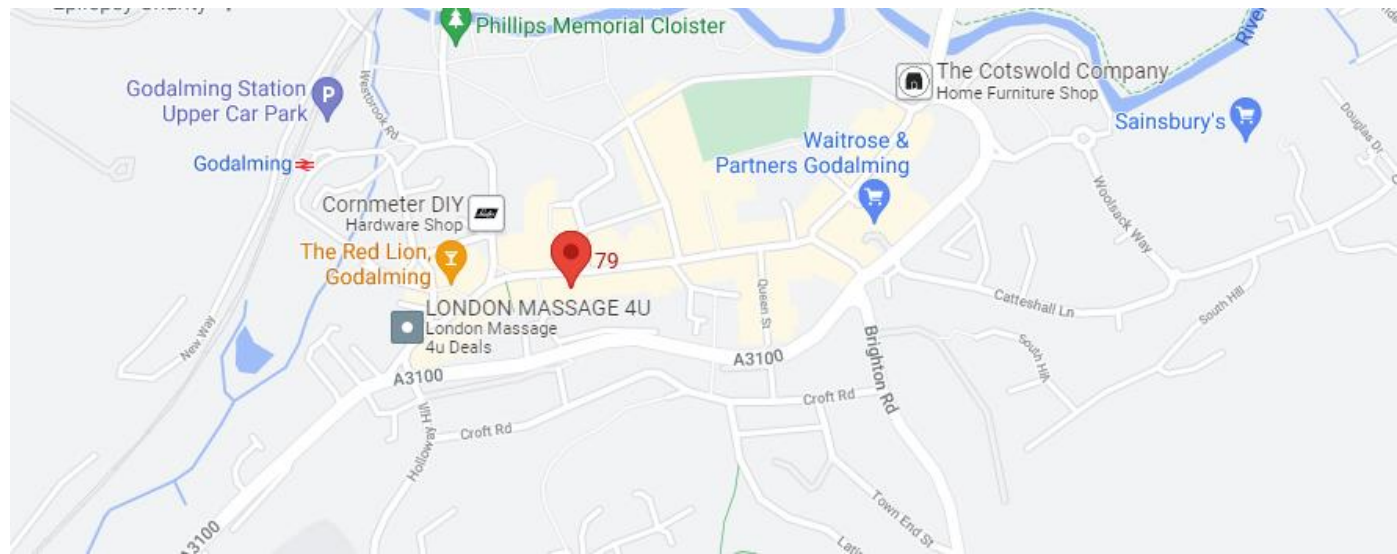 Phillips Memorial Cloister
Godalming Station
Upper Car Park
P
Westbrook Rd
The Cotswold Company
Home Furniture Shop
River
Sainsbury's
Douglas Dr
Godalming
Waitrose &
Partners Godalming
Woolsack Way
Cornmeter DIY
Hardware Shop
The Red Lion,
Godalming
79
Queen St
Catteshall Ln
South Hill
LONDON MASSAGE 4U
London Massage
4u Deals
New Way
A3100
A3100
Brighton Rd
South Hill
Croft Rd
Croft Rd
Holloway Hill
Town End St
A3100